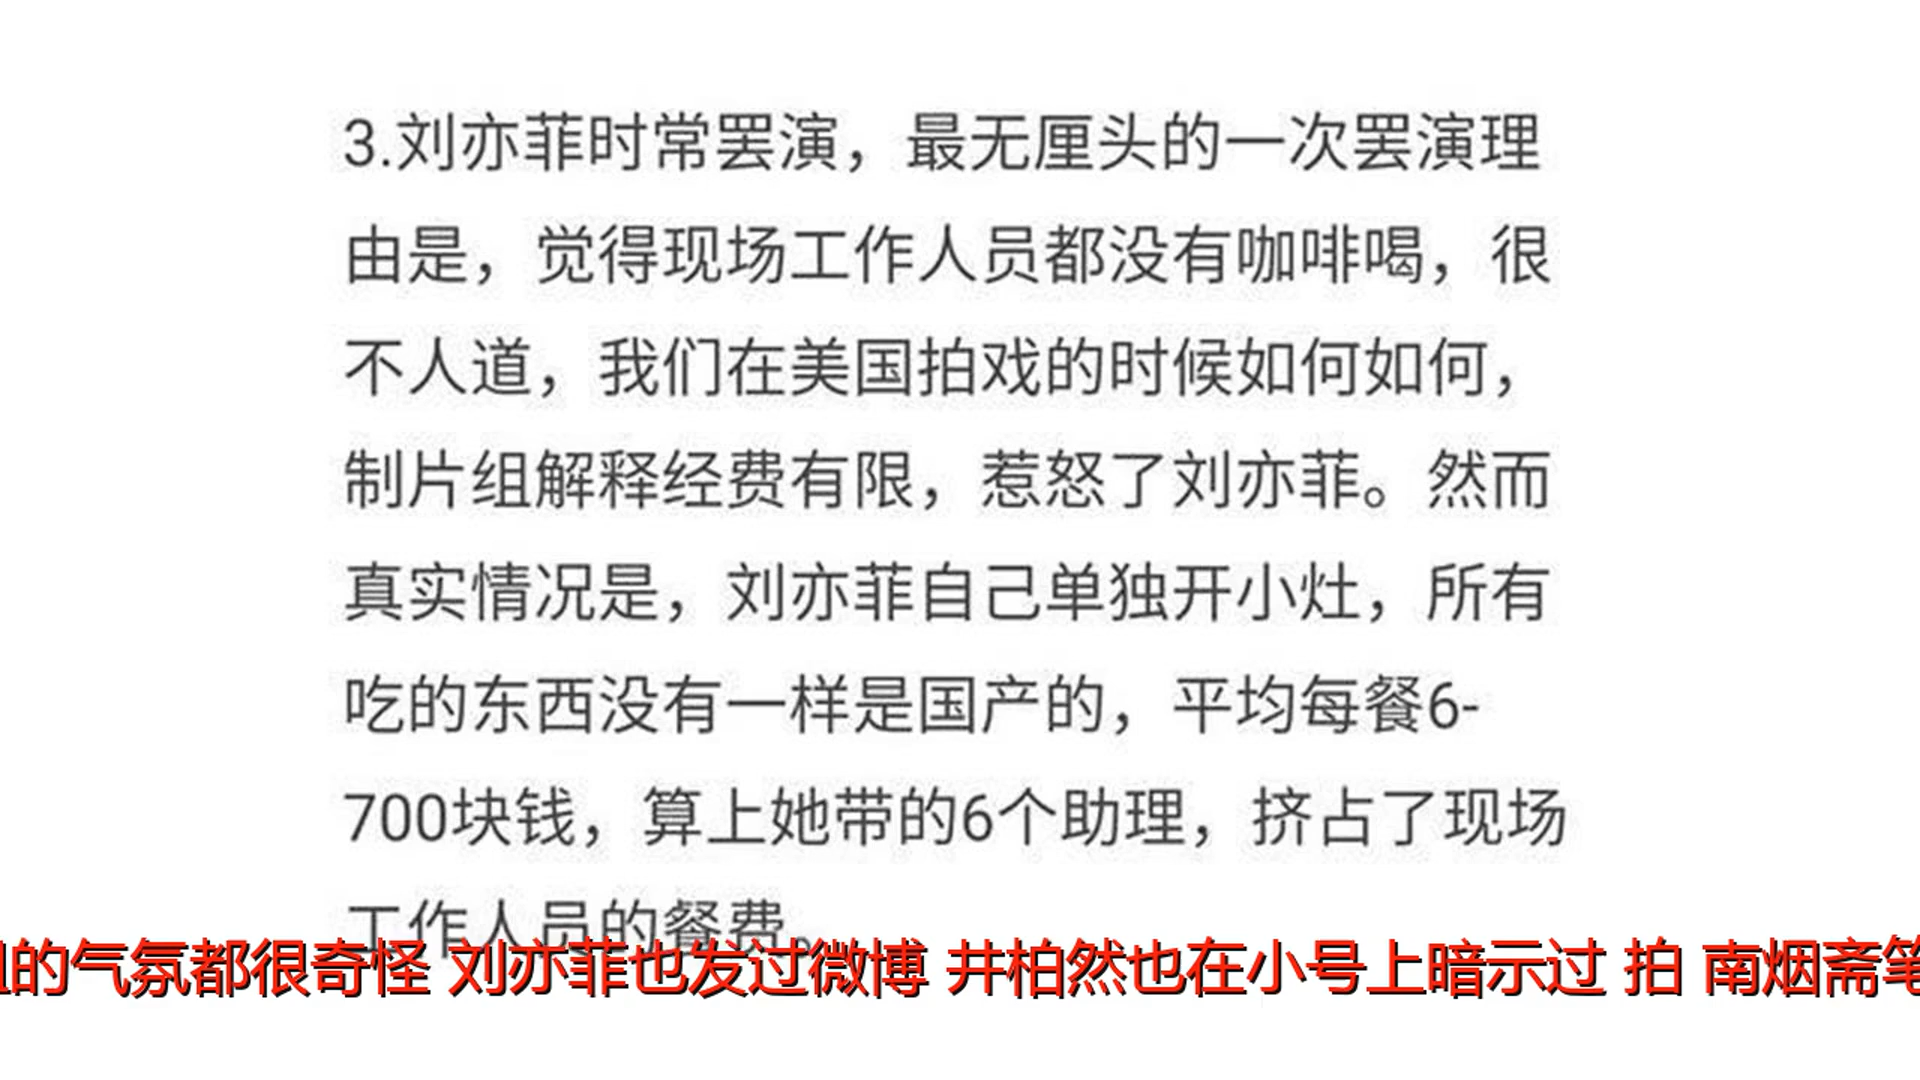 3.刘亦菲时常罢演，最无厘头的一次罢演理
由是，觉得现场工作人员都没有咖啡喝，很
不人道，我们在美国拍戏的时候如何如何，
制片组解释经费有限，惹怒了刘亦菲。然而
真实情况是，刘亦菲自己单独开小灶，所有
吃的东西没有一样是国产的，平均每餐6-
700块钱，算上她带的6个助理，挤占了现场
工作人员的餐费。
的气氛都很奇怪 刘亦菲也发过微博 井柏然也在小号上暗示过 拍 南烟斋笔